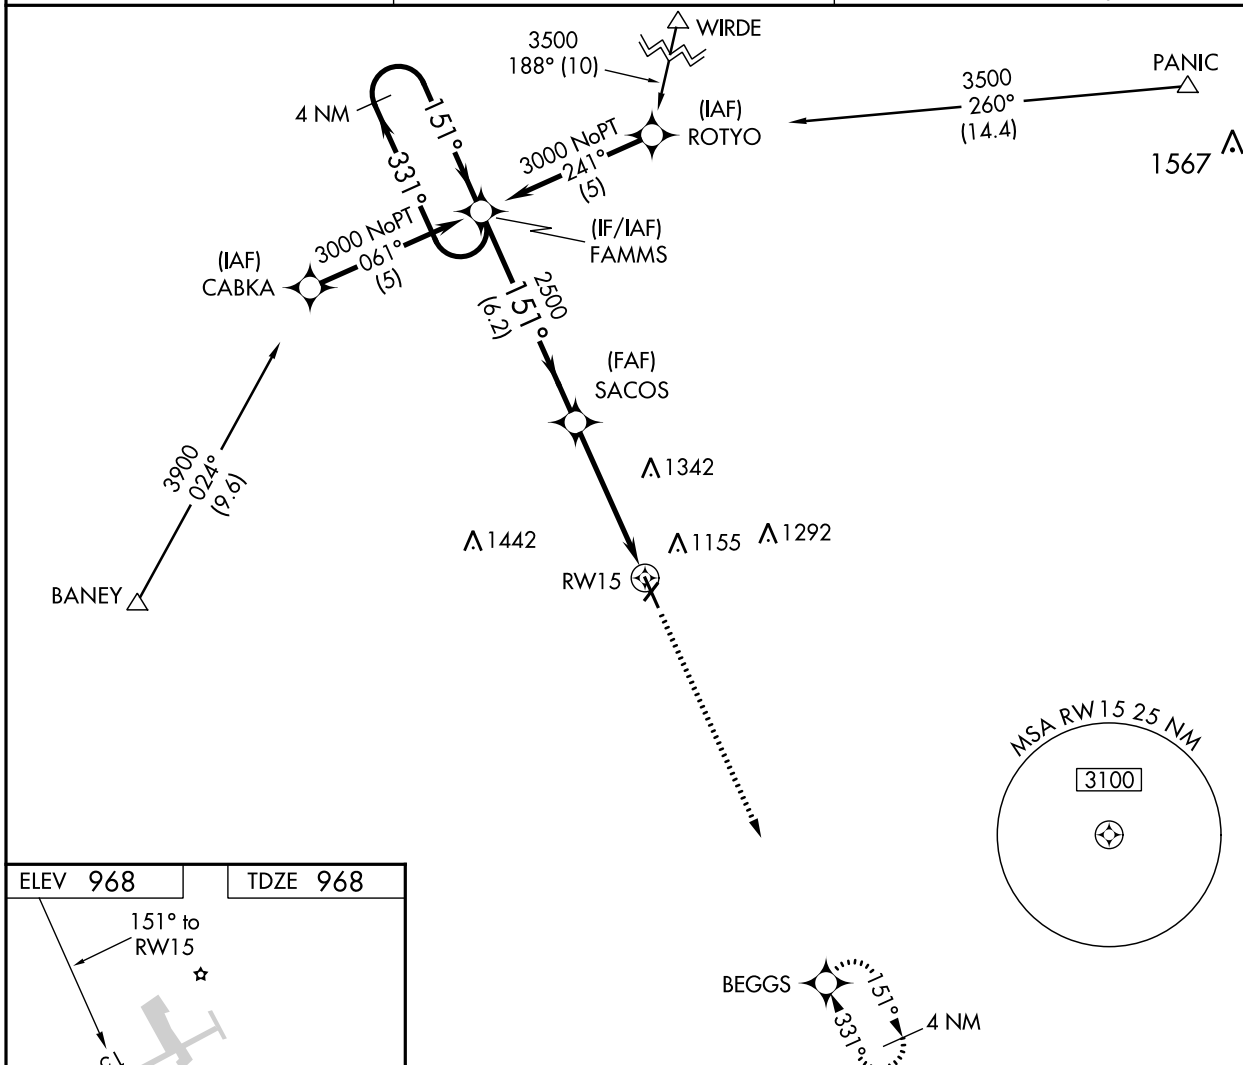 WIRDE
3500
188° (10)
PANIC
3500
260°
(14.4)
1567
4 NM
151°
331°
(IAF)
ROTYO
3000 NoPT
241°
(5)
(IF/IAF)
FAMMS
(IAF)
CABKA
3000 NoPT
061°
(5)
2500
151°
(6.2)
(FAF)
SACOS
3900
024°
(9.6)
BANEY
1342
1442
1155
1292
RW15
MSA RW15 25 NM
3100
ELEV 968
TDZE 968
151° to
RW15
BEGGS
151°
331°
4 NM